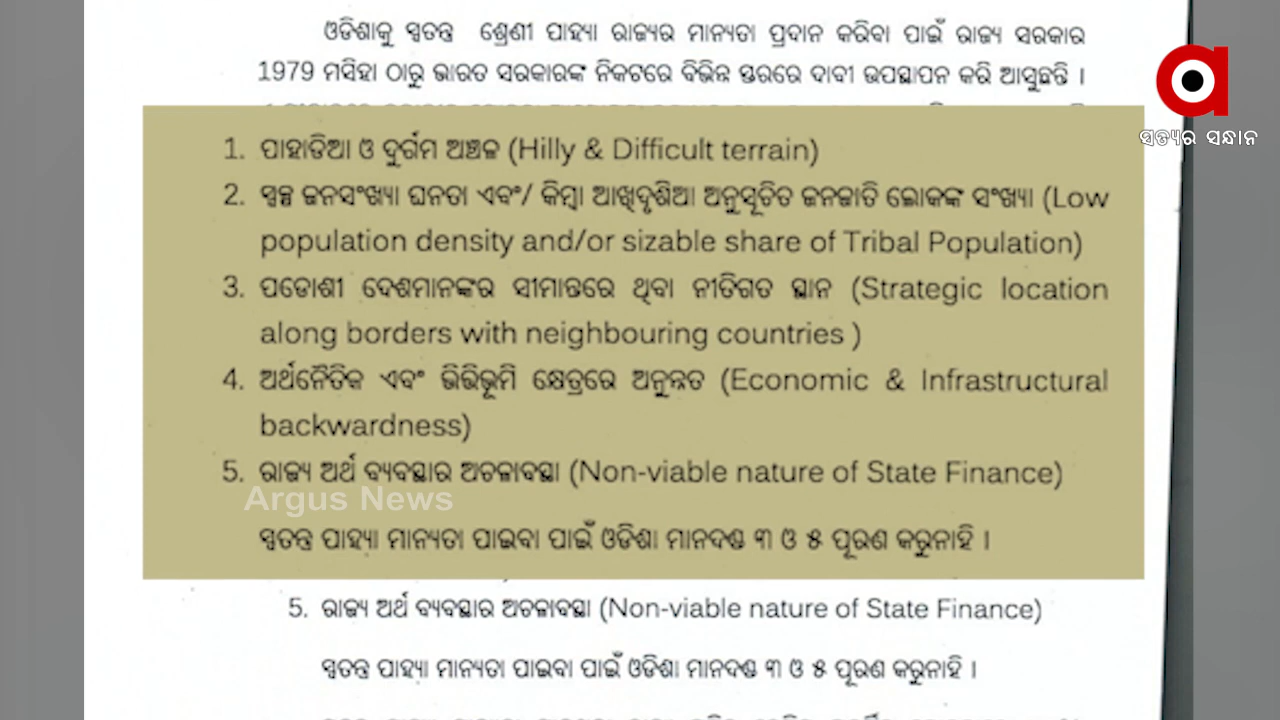 ଓଡିଶାକୁ ସ୍ୱତନ୍ତ୍ର ଶ୍ରେଣୀ ପାହ୍ୟା ରାଜ୍ୟର ମାନ୍ୟତା ପ୍ରଦାନ କରିବା ପାଇଁ ରାଜ୍ୟ ସରକାର
1979 ମସିହା ଠାରୁ ଭାରତ ସରକାରଙ୍କ ନିକଟରେ ବିଭିନ୍ନ ସ୍ତରରେ ଦାବୀ ଉପସ୍ଥାପନ କରି ଆସୁଛନ୍ତି ।
ସତ୍ୟର ସନ୍ଧାନ
1. ପାହାଡିଆ ଓ ଦୁର୍ଗମ ଅଞ୍ଚଳ (Hilly & Difficult terrain)
2. ସ୍ୱଳ୍ପ ଜନସଂଖ୍ୟା ଘନତା ଏବଂ/ କିମ୍ବା ଆଖିଦୃଶିଆ ଅନୁସୂଚିତ ଜନଜାତି ଲୋକଙ୍କ ସଂଖ୍ୟା (Low
population density and/or sizable share of Tribal Population)
3. ପଡୋଶୀ ଦେଶମାନଙ୍କର ସୀମାନ୍ତରେ ଥିବା ନୀତିଗତ ସ୍ଥାନ (Strategic location
along borders with neighbouring countries )
4. ଅର୍ଥନୈତିକ ଏବଂ ଭିତ୍ତିଭୂମି କ୍ଷେତ୍ରରେ ଅନୁନ୍ନତ (Economic & Infrastructural
backwardness)
5. ରାଜ୍ୟ ଅର୍ଥ ବ୍ୟବସ୍ଥାର ଅଚଳାବସ୍ଥା (Non-viable nature of State Finance)
Argus News
ସ୍ୱତନ୍ତ୍ର ପାହ୍ୟା ମାନ୍ୟତା ପାଇବା ପାଇଁ ଓଡିଶା ମାନଦଣ୍ଡ ୩ ଓ ୫ ପୂରଣ କରୁନାହିଁ ।
5. ରାଜ୍ୟ ଅର୍ଥ ବ୍ୟବସ୍ଥାର ଅଚଳାବସ୍ଥା (Non-viable nature of State Finance)
ସ୍ୱତନ୍ତ୍ର ପାହ୍ୟା ମାନ୍ୟତା ପାଇବା ପାଇଁ ଓଡିଶା ମାନଦଣ୍ଡ ୩ ଓ ୫ ପୂରଣ କରୁନାହିଁ ।